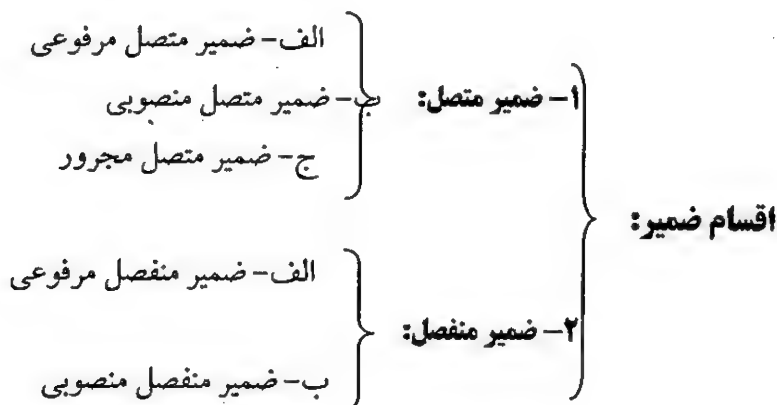 اقسام ضمیر:
۱- ضمیر متصل:
الف- ضمیر متصل مرفوعی
ب- ضمیر متصل منصوبی
ج- ضمیر متصل مجرور
۲- ضمیر منفصل:
الف- ضمیر منفصل مرفوعی
ب- ضمیر منفصل منصوبی